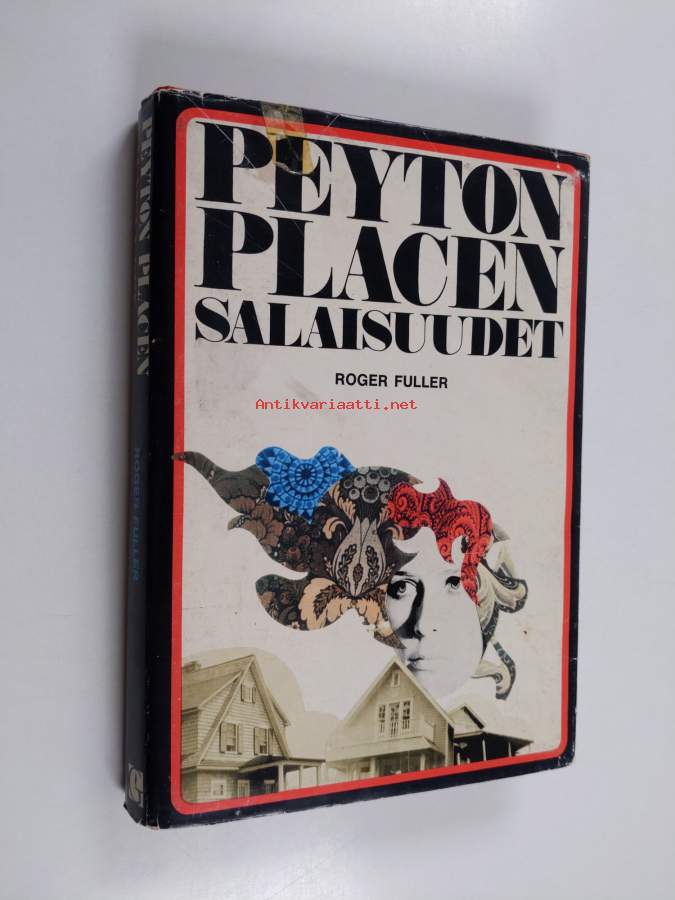 PEYTON
PLACEN
SALAISUUDET
ROGER FULLER
Antikvariaatti.net
PEYTON PLACEN
ROGER FULLER